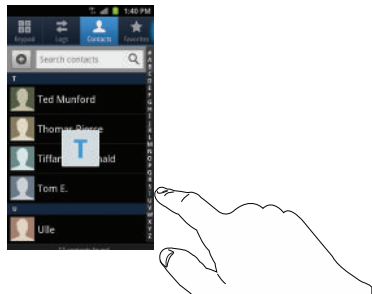 1:40 PM
Keypad Logs Contacts Favorites
Search contacts
T
Ted Munford
Thomas Pierce
T
Tom E.
U
Ulle
#
A
B
C
D
E
F
G
H
I
J
K
L
M
N
O
P
Q
R
S
T
U
V
W
X
Y
Z